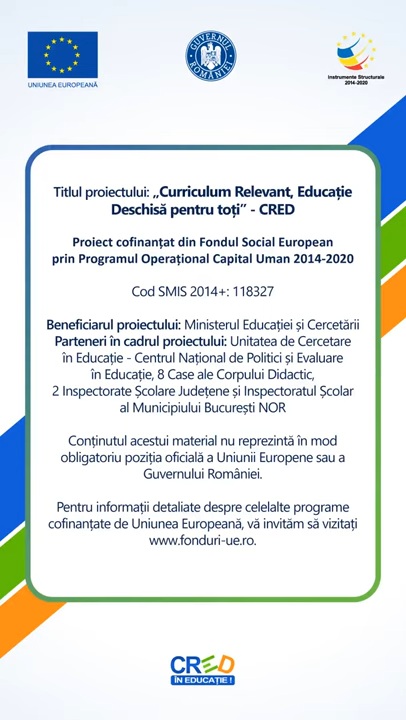 UNIUNEA EUROPEANĂ
GUVERNUL ROMÂNIEI
Instrumente Structurale
2014-2020
Titlul proiectului: „Curriculum Relevant, Educație
Deschisă pentru toți” - CRED
Proiect cofinanțat din Fondul Social European
prin Programul Operațional Capital Uman 2014-2020
Cod SMIS 2014+: 118327
Beneficiarul proiectului: Ministerul Educației și Cercetării
Parteneri în cadrul proiectului: Unitatea de Cercetare
în Educație - Centrul Național de Politici și Evaluare
în Educație, 8 Case ale Corpului Didactic,
2 Inspectorate Școlare Județene și Inspectoratul Școlar
al Municipiului București NOR
Conținutul acestui material nu reprezintă în mod
obligatoriu poziția oficială a Uniunii Europene sau a
Guvernului României.
Pentru informații detaliate despre celelalte programe
cofinanțate de Uniunea Europeană, vă invităm să vizitați
www.fonduri-ue.ro.
CRED
ÎN EDUCAȚIE !